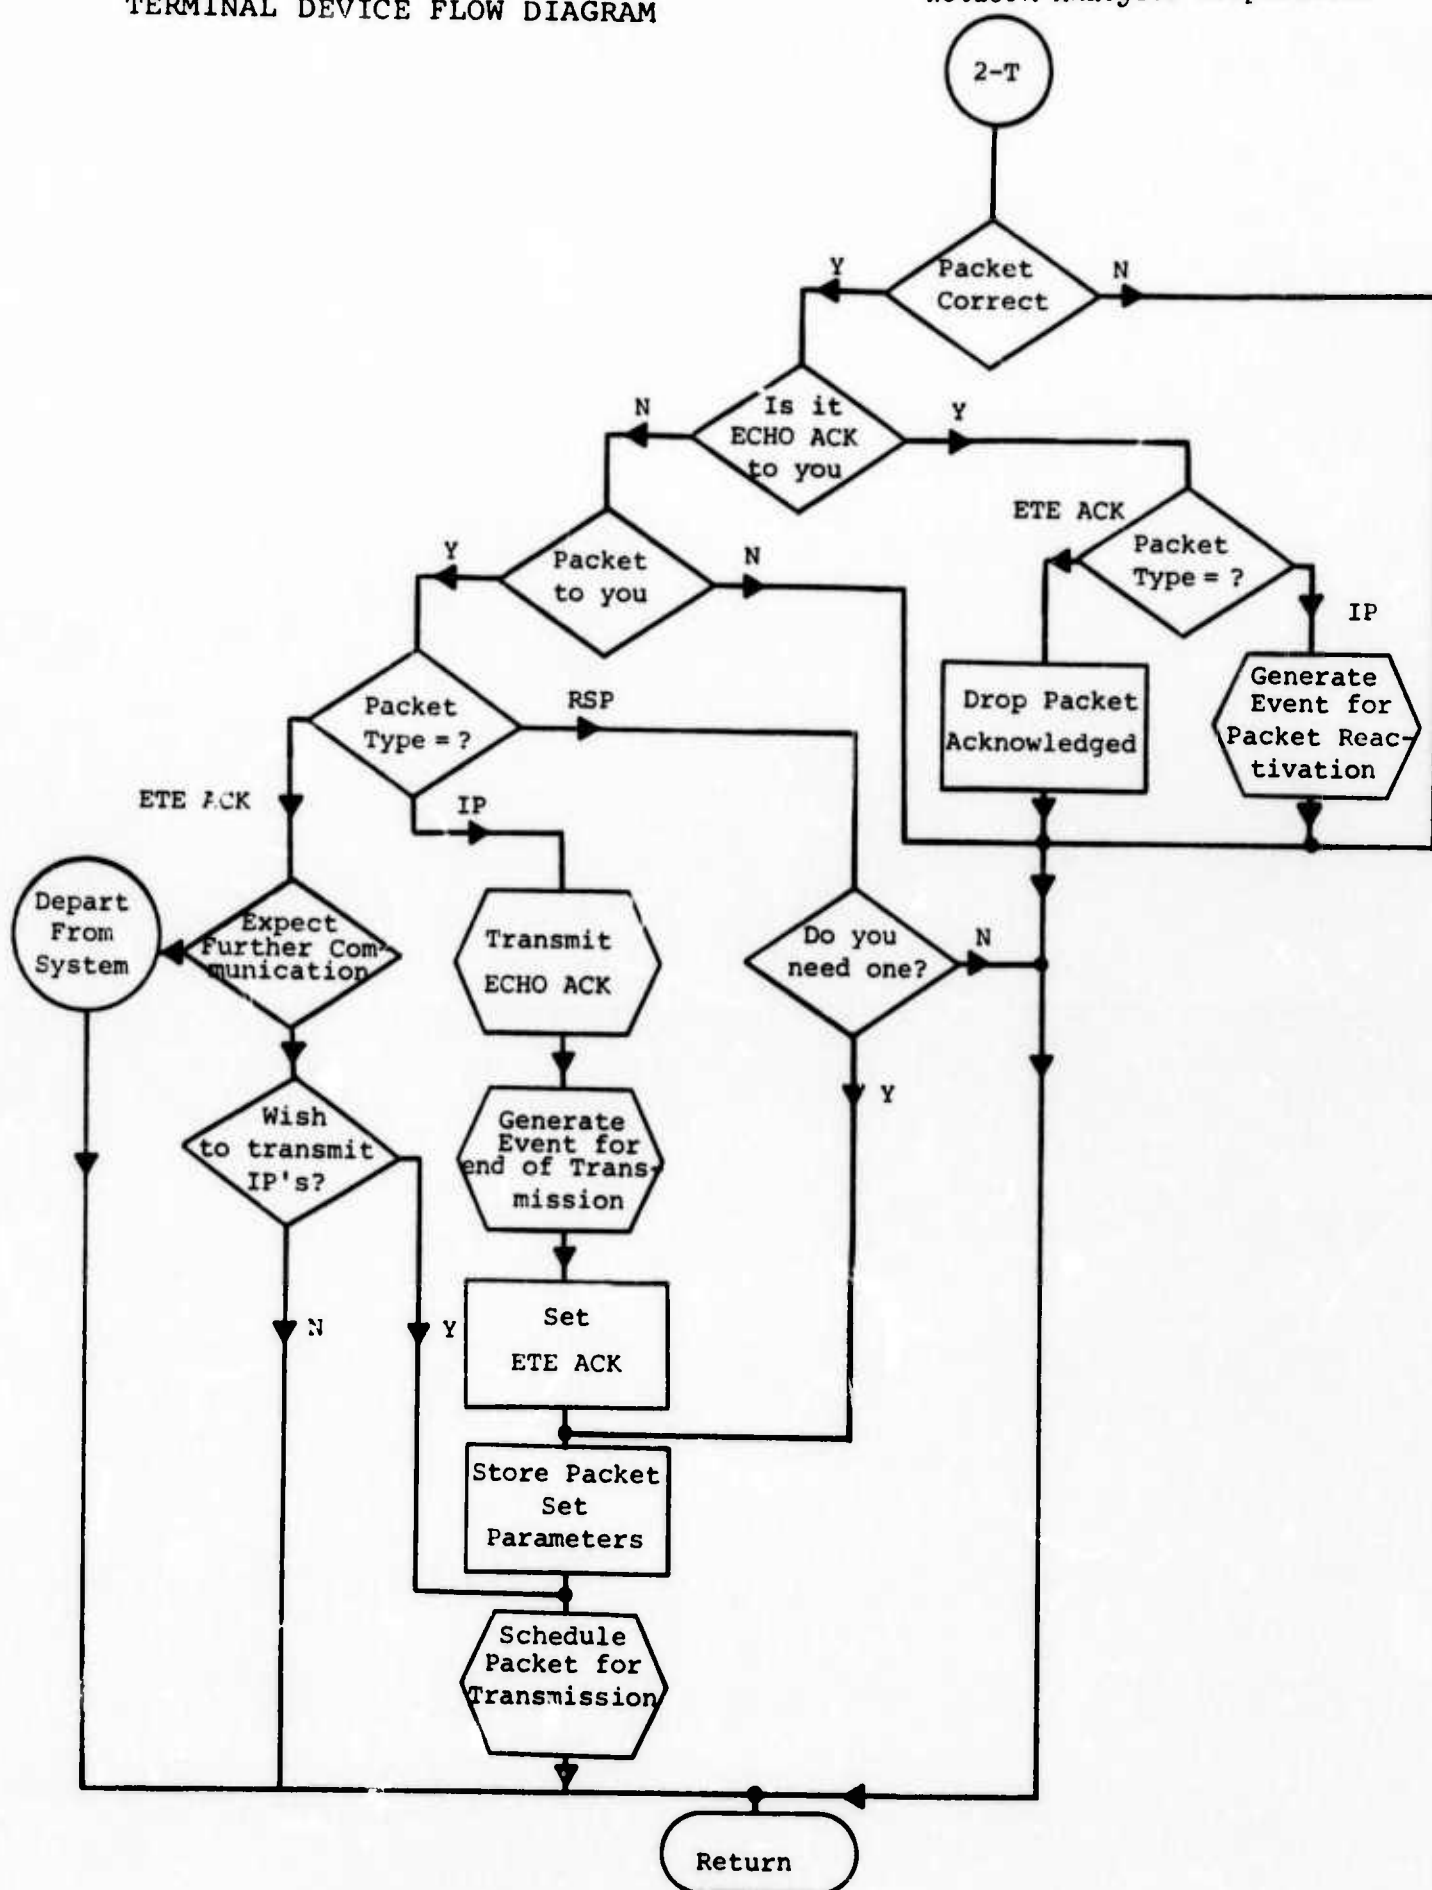 TERMINAL DEVICE FLOW DIAGRAM
2-T
Packet
Correct
Y
N
Is it
ECHO ACK
to you
N
Y
Packet
to you
Y
N
ETE ACK
Packet
Type = ?
IP
Packet
Type = ?
RSP
Drop Packet
Acknowledged
Generate
Event for
Packet Reac-
tivation
ETE ACK
IP
Depart
From
System
Expect
Further Com-
munication
Transmit
ECHO ACK
Do you
need one?
N
Y
Wish
to transmit
IP's?
Generate
Event for
end of Trans-
mission
N
Y
Set
ETE ACK
Store Packet
Set
Parameters
Schedule
Packet for
Transmission
Return